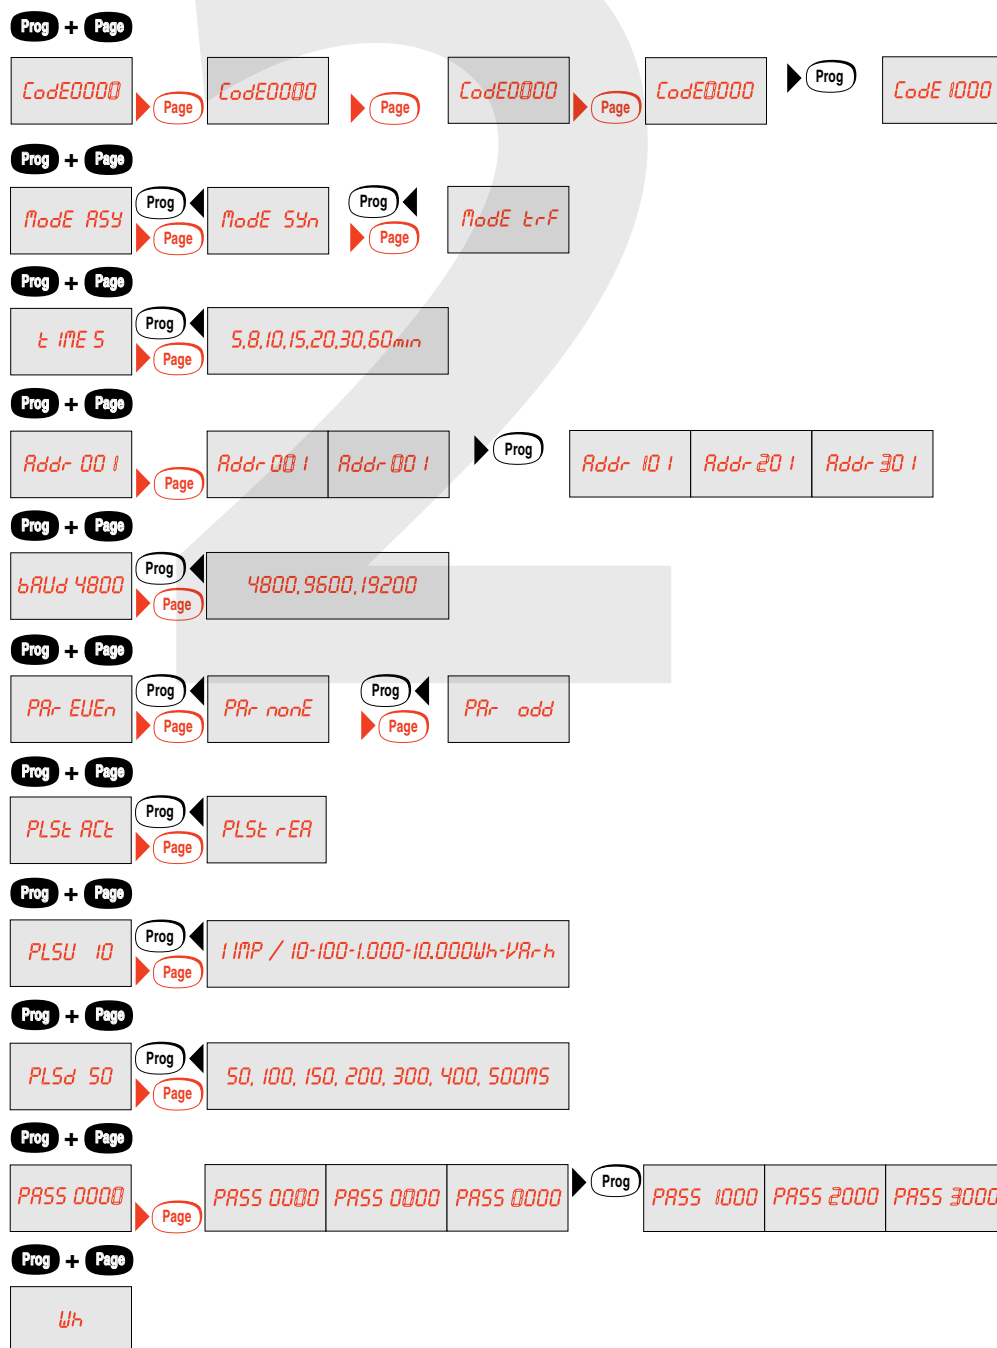 Prog + Page
CodE0000 Page CodE0000 Page CodE0000 Page CodE0000 Prog CodE 1000
Prog + Page
ModE ASY Prog Page ModE SYn Prog Page ModE trF
Prog + Page
t IME 5 Prog Page 5,8,10,15,20,30,60min
Prog + Page
Addr 001 Page Addr 001 Addr 001 Prog Addr 101 Addr 201 Addr 301
Prog + Page
bAUd 4800 Prog Page 4800,9600,19200
Prog + Page
PAr EUEn Prog Page PAr nonE Prog Page PAr odd
Prog + Page
PLSt ACt Prog Page PLSt rEA
Prog + Page
PLSU 10 Prog Page 1 IMP / 10-100-1.000-10.000Wh-VArh
Prog + Page
PLSd 50 Prog Page 50, 100, 150, 200, 300, 400, 500MS
Prog + Page
PASS 0000 Page PASS 0000 PASS 0000 PASS 0000 Prog PASS 1000 PASS 2000 PASS 3000
Prog + Page
Wh
2